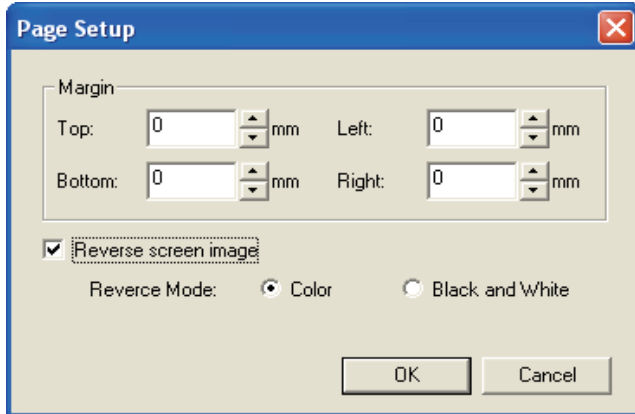 Page Setup
Margin
Top: 0 mm Left: 0 mm
Bottom: 0 mm Right: 0 mm
Reverse screen image
Reverce Mode: Color Black and White
OK Cancel